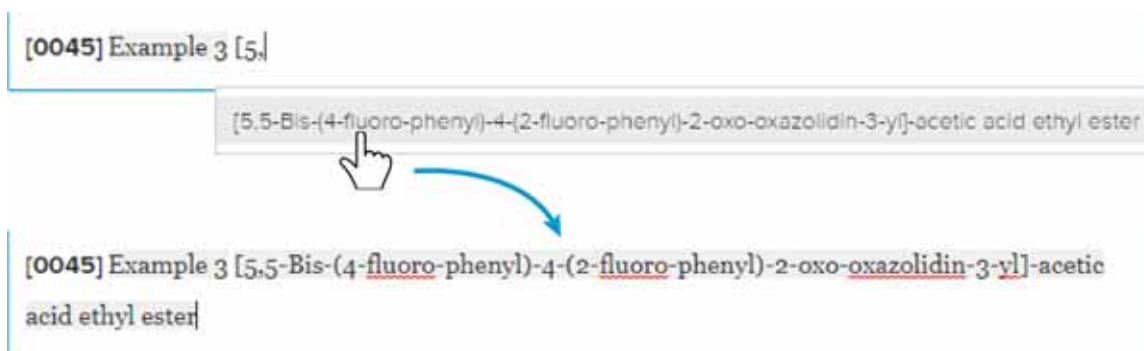 [0045] Example 3 [5,
[5,5-Bis-(4-fluoro-phenyl)-4-(2-fluoro-phenyl)-2-oxo-oxazolidin-3-yl]-acetic acid ethyl ester
[0045] Example 3 [5,5-Bis-(4-fluoro-phenyl)-4-(2-fluoro-phenyl)-2-oxo-oxazolidin-3-yl]-acetic
acid ethyl ester